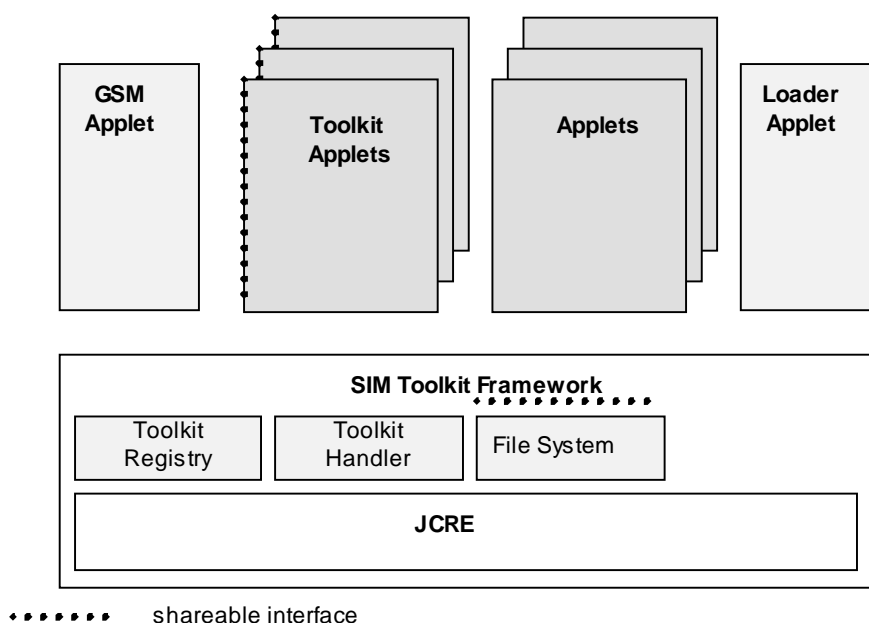 GSM
Applet
Toolkit
Applets
Applets
Loader
Applet
SIM Toolkit Framework
Toolkit
Registry
Toolkit
Handler
File System
JCRE
shareable interface